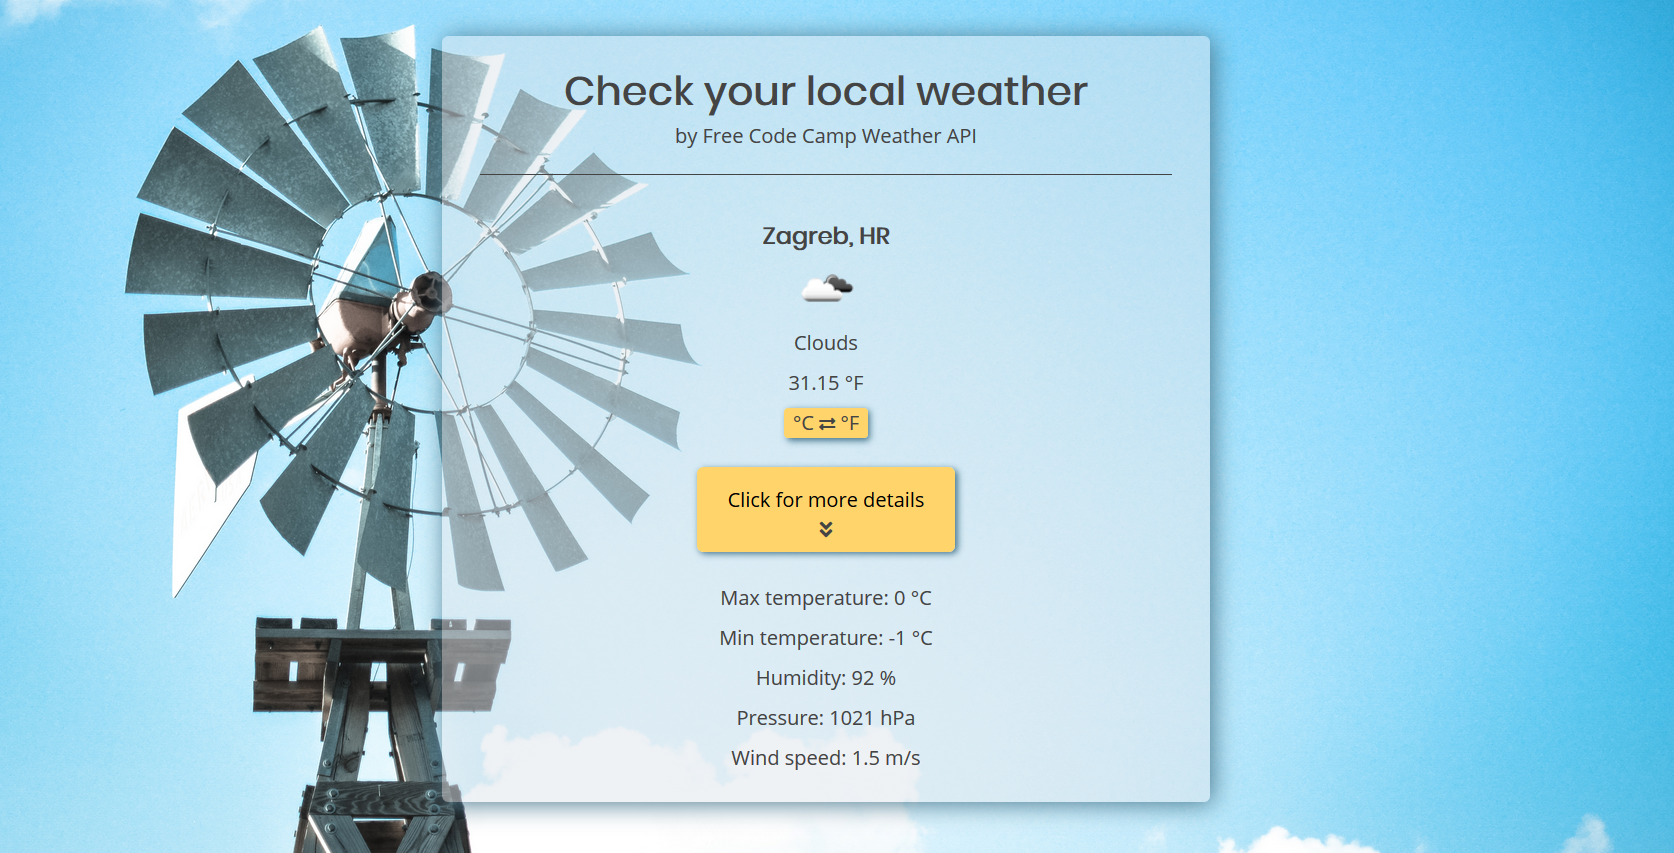 Check your local weather
by Free Code Camp Weather API
Zagreb, HR
Clouds
31.15 °F
°C ⇄ °F
Click for more details
Max temperature: 0 °C
Min temperature: -1 °C
Humidity: 92 %
Pressure: 1021 hPa
Wind speed: 1.5 m/s